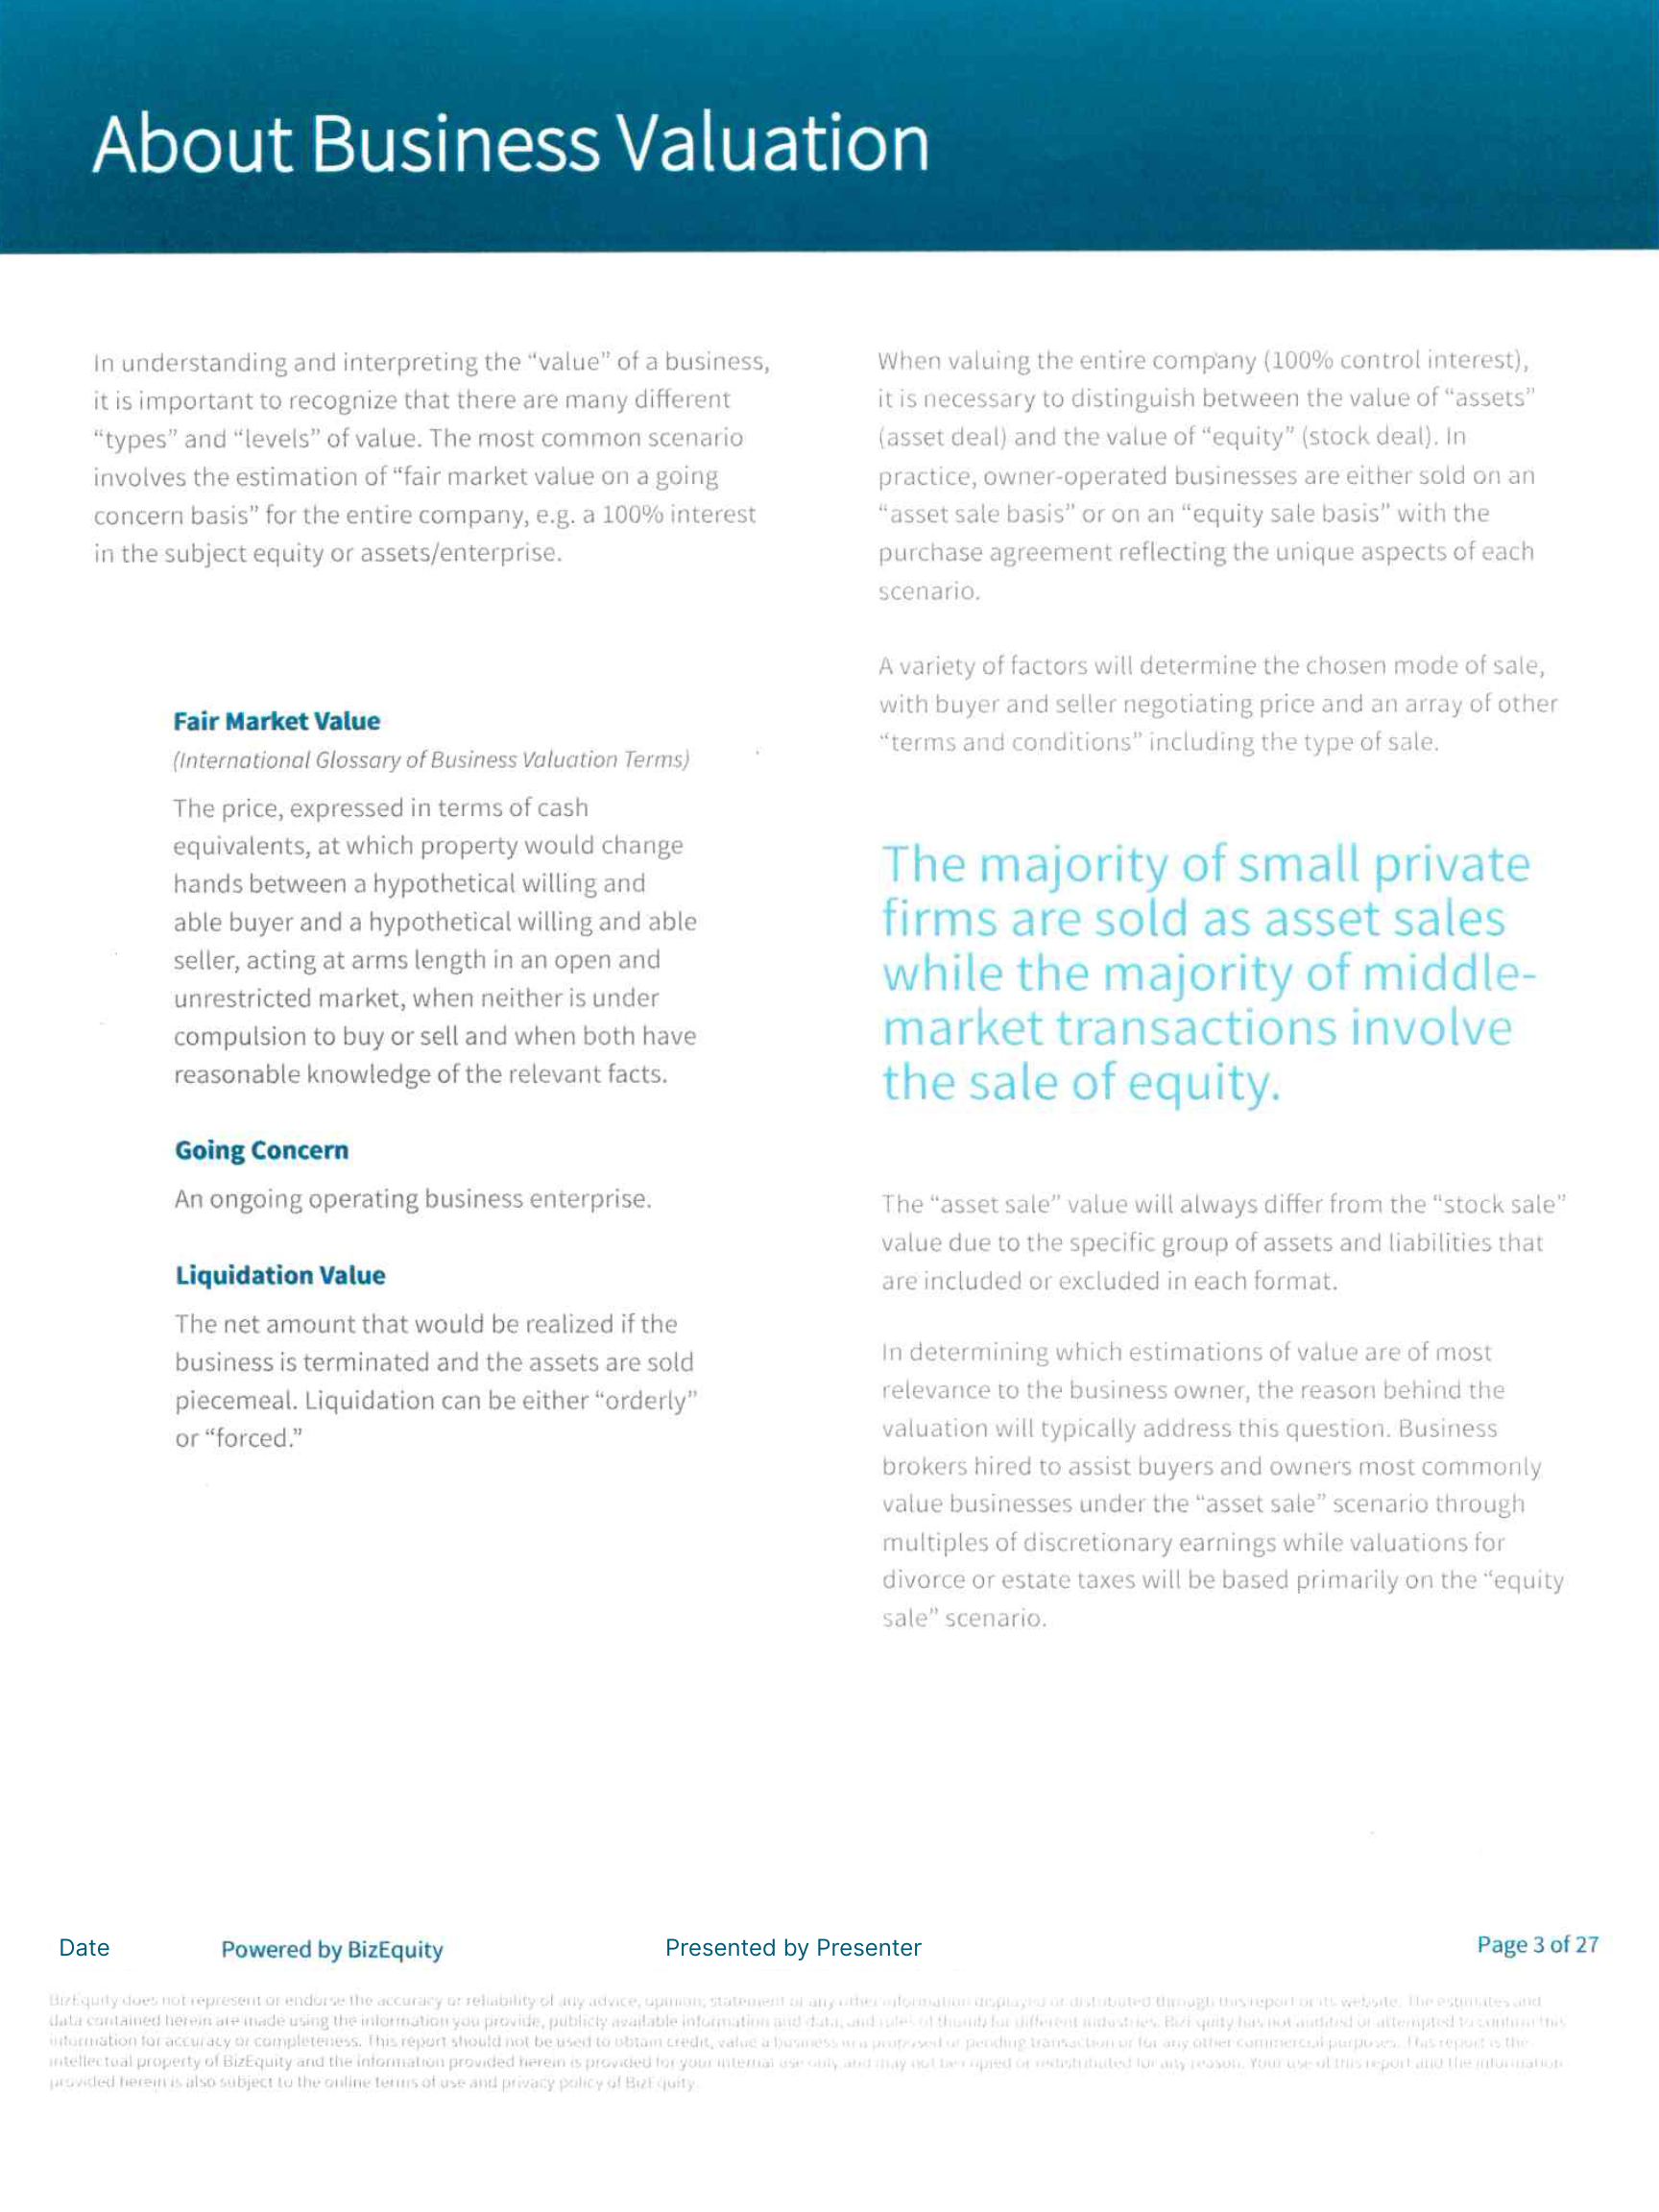 About Business Valuation
In understanding and interpreting the “value” of a business,
it is important to recognize that there are many different
“types” and “levels” of value. The most common scenario
involves the estimation of “fair market value on a going
concern basis” for the entire company, e.g. a 100% interest
in the subject equity or assets/enterprise.
Fair Market Value
(International Glossary of Business Valuation Terms)
The price, expressed in terms of cash
equivalents, at which property would change
hands between a hypothetical willing and
able buyer and a hypothetical willing and able
seller, acting at arms length in an open and
unrestricted market, when neither is under
compulsion to buy or sell and when both have
reasonable knowledge of the relevant facts.
Going Concern
An ongoing operating business enterprise.
Liquidation Value
The net amount that would be realized if the
business is terminated and the assets are sold
piecemeal. Liquidation can be either “orderly”
or “forced.”
When valuing the entire company (100% control interest),
it is necessary to distinguish between the value of “assets”
(asset deal) and the value of “equity” (stock deal). In
practice, owner-operated businesses are either sold on an
“asset sale basis” or on an “equity sale basis” with the
purchase agreement reflecting the unique aspects of each
scenario.
A variety of factors will determine the chosen mode of sale,
with buyer and seller negotiating price and an array of other
“terms and conditions” including the type of sale.
The majority of small private
firms are sold as asset sales
while the majority of middle-
market transactions involve
the sale of equity.
The “asset sale” value will always differ from the “stock sale”
value due to the specific group of assets and liabilities that
are included or excluded in each format.
In determining which estimations of value are of most
relevance to the business owner, the reason behind the
valuation will typically address this question. Business
brokers hired to assist buyers and owners most commonly
value businesses under the “asset sale” scenario through
multiples of discretionary earnings while valuations for
divorce or estate taxes will be based primarily on the “equity
sale” scenario.
Date Powered by BizEquity Presented by Presenter Page 3 of 27
BizEquity does not represent or endorse the accuracy or reliability of any advice, opinion, statement or any other information displayed or distributed through this report or its website. The estimates and
data contained herein are made using the information you provide, publicly available information and data, and rules of thumb for different industries. BizEquity has not audited or attempted to confirm this
information for accuracy or completeness. This report should not be used to obtain credit, value a business in a proposed or pending transaction or for any other commercial purposes. This report is the
intellectual property of BizEquity and the information provided herein is provided for your internal use only and may not be copied or redistributed for any reason. Your use of this report and the information
provided herein is also subject to the online terms of use and privacy policy of BizEquity